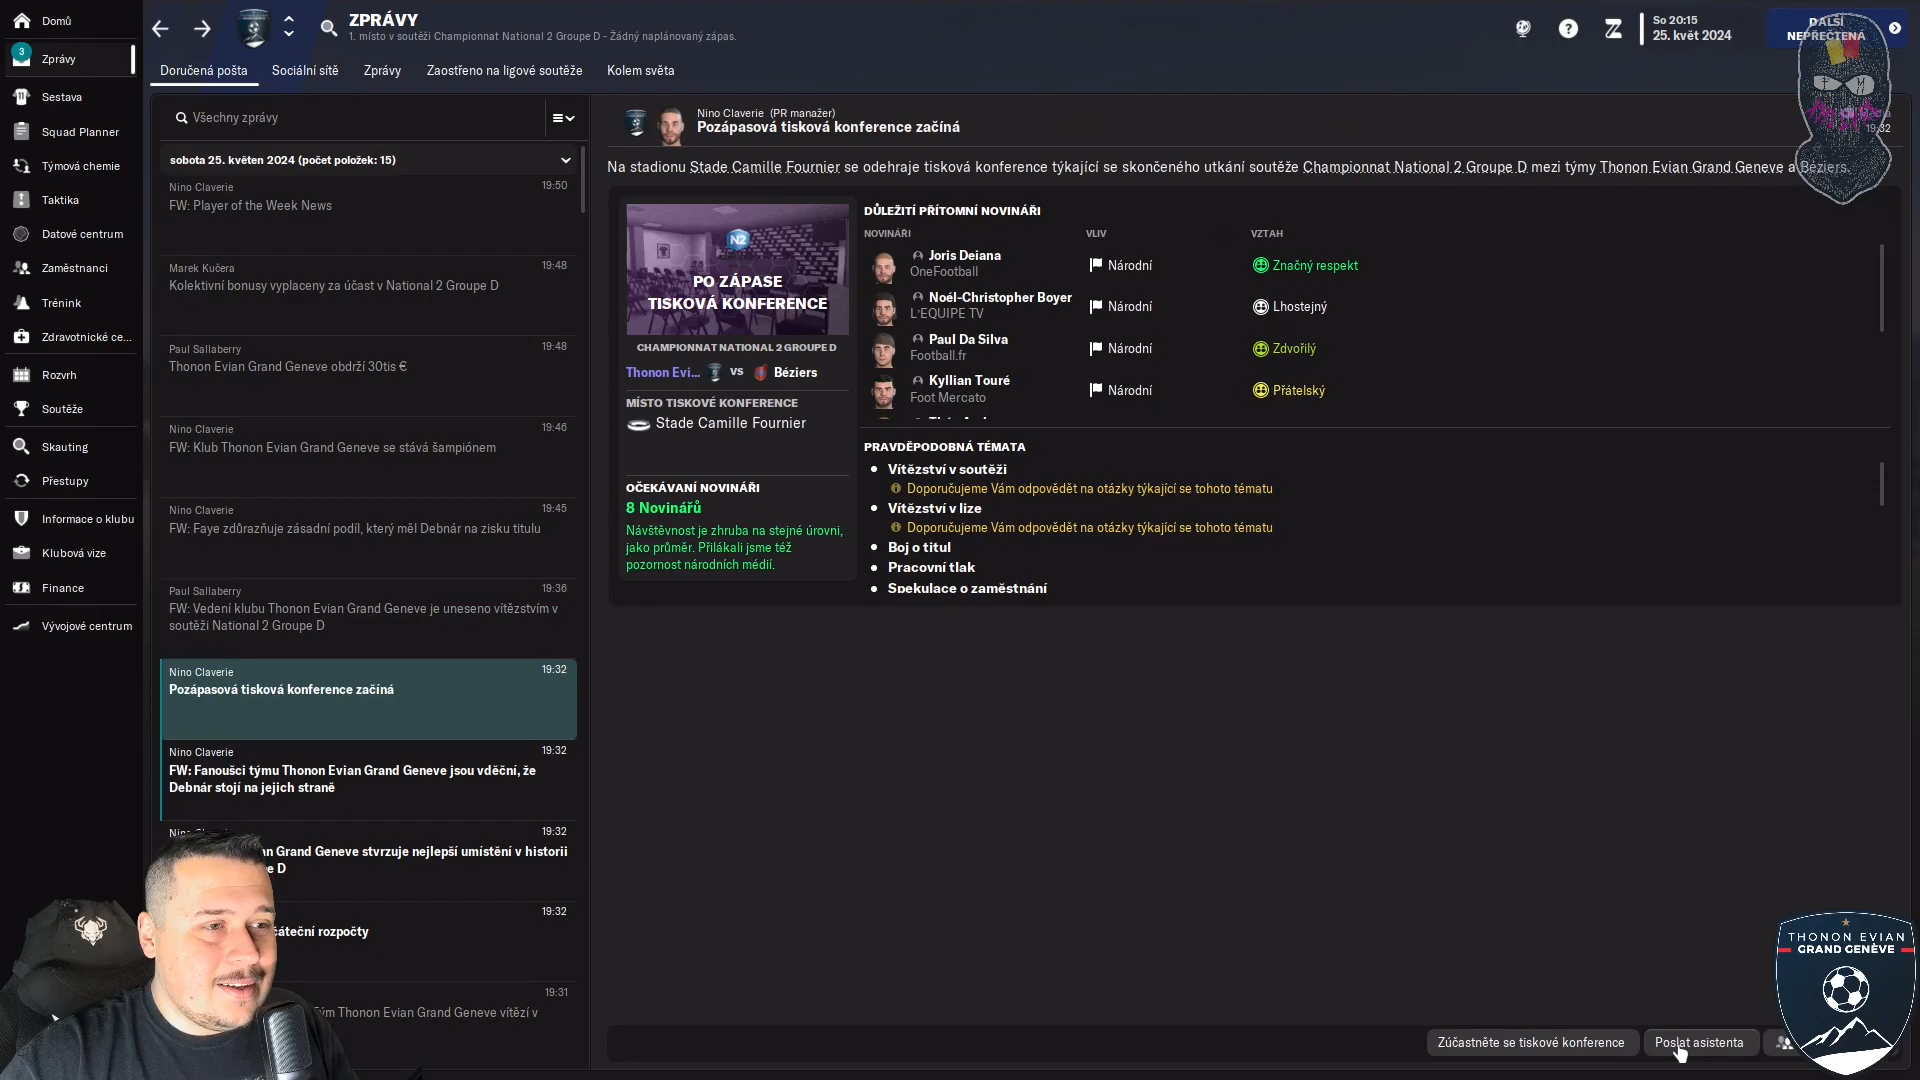 Domů
3
Zprávy
Sestava
Squad Planner
Týmová chemie
Taktika
Datové centrum
Zaměstnanci
Trénink
Zdravotnické ce...
Rozvrh
Soutěže
Skauting
Přestupy
Informace o klubu
Klubová vize
Finance
Vývojové centrum
ZPRÁVY
1. místo v soutěži Championnat National 2 Groupe D - Žádný naplánovaný zápas.
So 20:15
25. květ 2024
DALŠÍ
NEPŘEČTENÁ
Doručená pošta
Sociální sítě
Zprávy
Zaostřeno na ligové soutěže
Kolem světa
Všechny zprávy
sobota 25. květen 2024 (počet položek: 15)
Nino Claverie 19:50
FW: Player of the Week News
Marek Kučera 19:48
Kolektivní bonusy vyplaceny za účast v National 2 Groupe D
Paul Sallaberry 19:48
Thonon Evian Grand Geneve obdrží 30tis €
Nino Claverie 19:46
FW: Klub Thonon Evian Grand Geneve se stává šampiónem
Nino Claverie 19:45
FW: Faye zdůrazňuje zásadní podíl, který měl Debnár na zisku titulu
Paul Sallaberry 19:36
FW: Vedení klubu Thonon Evian Grand Geneve je uneseno vítězstvím v
soutěži National 2 Groupe D
Nino Claverie 19:32
Pozápasová tisková konference začíná
Nino Claverie 19:32
FW: Fanoušci týmu Thonon Evian Grand Geneve jsou vděční, že
Debnár stojí na jejich straně
19:32
Grand Geneve stvrzuje nejlepší umístění v historii
D
19:32
rozpočty
19:31
Thonon Evian Grand Geneve vítězí v
Nino Claverie (PR manažer)
Pozápasová tisková konference začíná
19:32
Na stadionu Stade Camille Fournier se odehraje tisková konference týkající se skončeného utkání soutěže Championnat National 2 Groupe D mezi týmy Thonon Evian Grand Geneve a Béziers.
N2
PO ZÁPASE
TISKOVÁ KONFERENCE
CHAMPIONNAT NATIONAL 2 GROUPE D
Thonon Evi... VS Béziers
MÍSTO TISKOVÉ KONFERENCE
Stade Camille Fournier
OČEKÁVANÍ NOVINÁŘI
8 Novinářů
Návštěvnost je zhruba na stejné úrovni,
jako průměr. Přilákali jsme též
pozornost národních médií.
DŮLEŽITÍ PŘÍTOMNÍ NOVINÁŘI
NOVINÁŘI VLIV VZTAH
Joris Deiana
OneFootball
Národní
Značný respekt
Noél-Christopher Boyer
L'EQUIPE TV
Národní
Lhostejný
Paul Da Silva
Football.fr
Národní
Zdvořilý
Kyllian Touré
Foot Mercato
Národní
Přátelský
PRAVDĚPODOBNÁ TÉMATA
Vítězství v soutěži
Doporučujeme Vám odpovědět na otázky týkající se tohoto tématu
Vítězství v lize
Doporučujeme Vám odpovědět na otázky týkající se tohoto tématu
Boj o titul
Pracovní tlak
Spekulace o zaměstnání
Zúčastněte se tiskové konference
Poslat asistenta
THONON EVIAN
GRAND GENÈVE